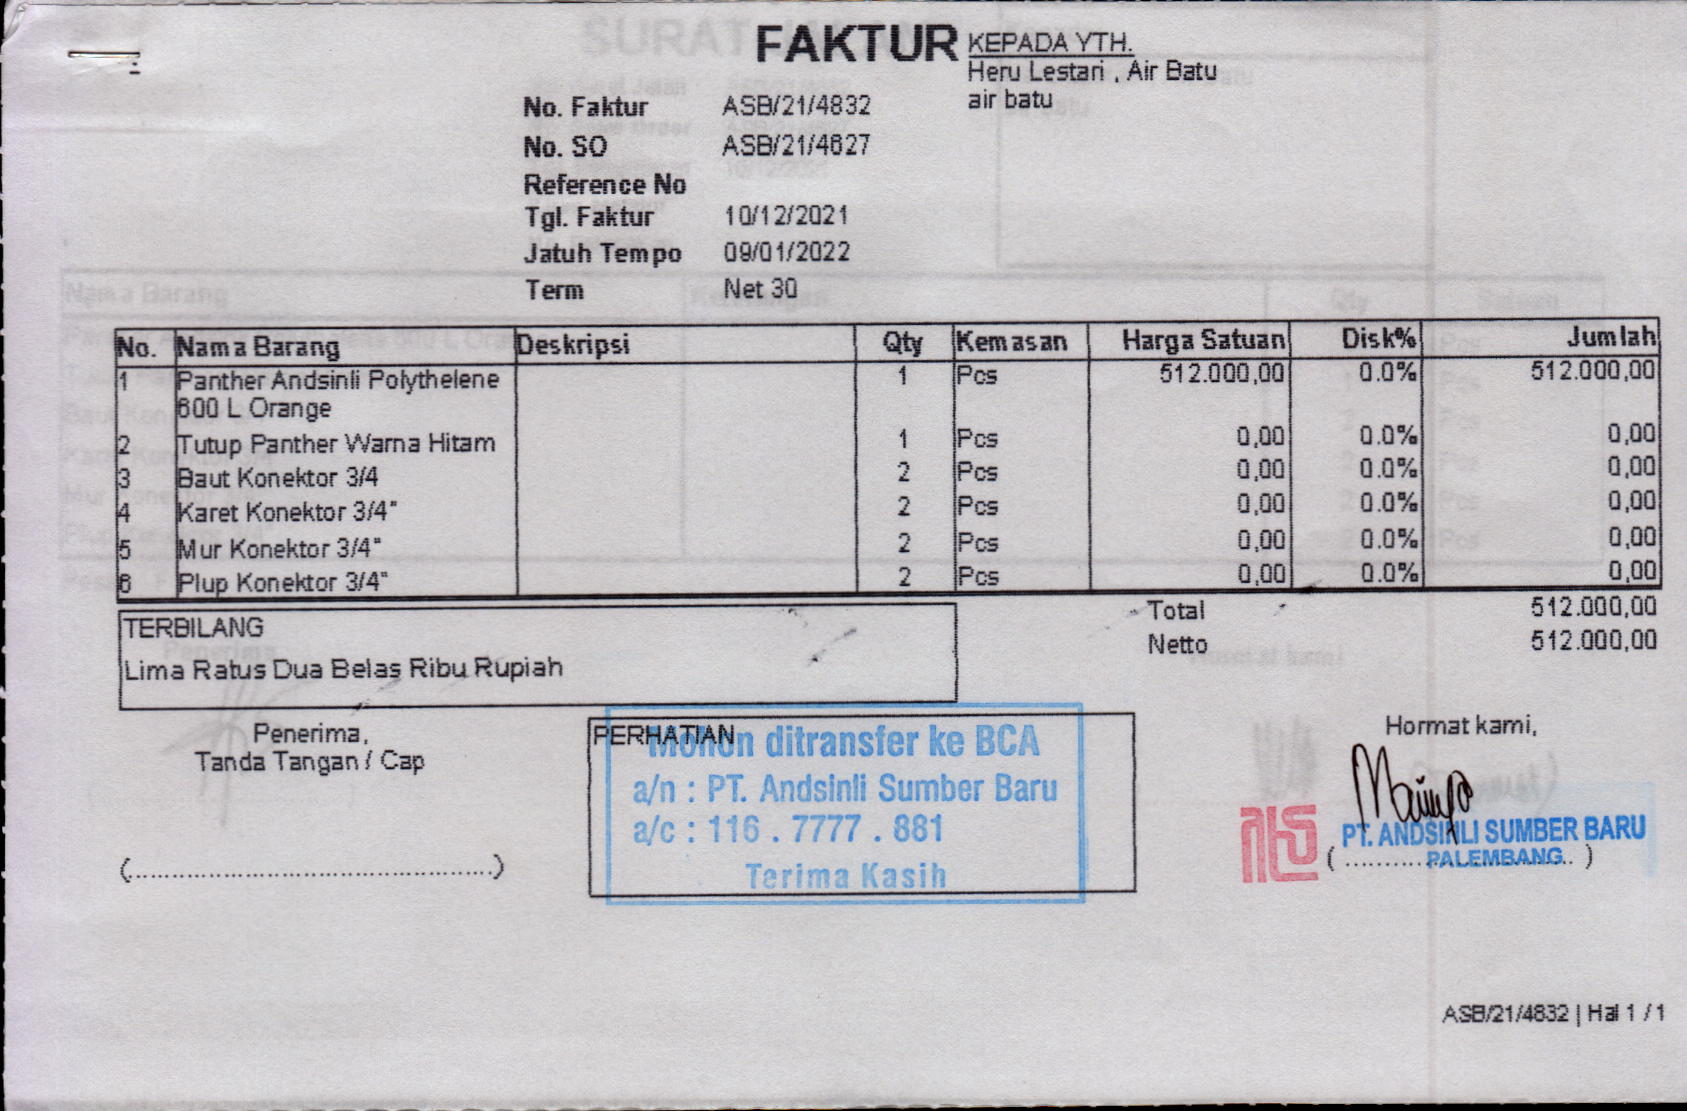 FAKTUR
KEPADA YTH.
Heru Lestari , Air Batu
air batu
No. Faktur ASB/21/4832
No. SO ASB/21/4827
Reference No
Tgl. Faktur 10/12/2021
Jatuh Tempo 09/01/2022
Term Net 30
No. Nama Barang Deskripsi Qty Kemasan Harga Satuan Disk% Jumlah
1 Panther Andsinli Polythelene 1 Pcs 512.000,00 0.0% 512.000,00
600 L Orange
2 Tutup Panther Warna Hitam 1 Pcs 0,00 0.0% 0,00
3 Baut Konektor 3/4 2 Pcs 0,00 0.0% 0,00
4 Karet Konektor 3/4" 2 Pcs 0,00 0.0% 0,00
5 Mur Konektor 3/4" 2 Pcs 0,00 0.0% 0,00
6 Plup Konektor 3/4" 2 Pcs 0,00 0.0% 0,00
Total 512.000,00
Netto 512.000,00
TERBILANG
Lima Ratus Dua Belas Ribu Rupiah
Penerima,
Tanda Tangan / Cap
(................................................)
PERHATIAN
Mohon ditransfer ke BCA
a/n : PT. Andsinli Sumber Baru
a/c : 116 . 7777 . 881
Terima Kasih
Hormat kami,
PT. ANDSINLI SUMBER BARU
PALEMBANG
ASB/21/4832 | Hal 1 / 1